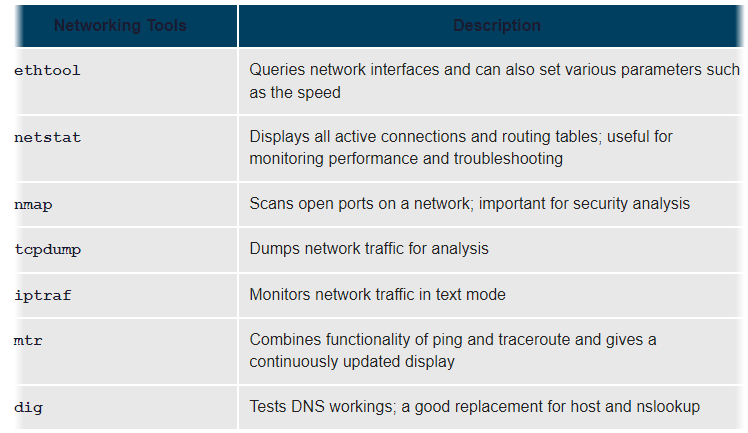 Networking Tools Description
ethtool Queries network interfaces and can also set various parameters such
as the speed
netstat Displays all active connections and routing tables; useful for
monitoring performance and troubleshooting
nmap Scans open ports on a network; important for security analysis
tcpdump Dumps network traffic for analysis
iptraf Monitors network traffic in text mode
mtr Combines functionality of ping and traceroute and gives a
continuously updated display
dig Tests DNS workings; a good replacement for host and nslookup